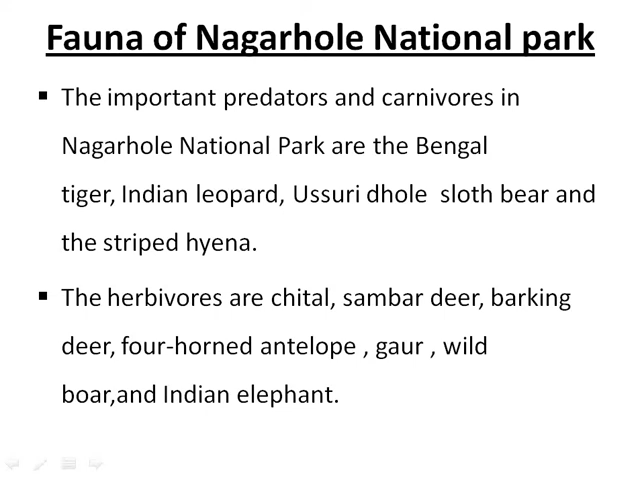 Fauna of Nagarhole National park
▪ The important predators and carnivores in
Nagarhole National Park are the Bengal
tiger, Indian leopard, Ussuri dhole  sloth bear and
the striped hyena.
▪ The herbivores are chital, sambar deer, barking
deer, four-horned antelope , gaur , wild
boar,and Indian elephant.